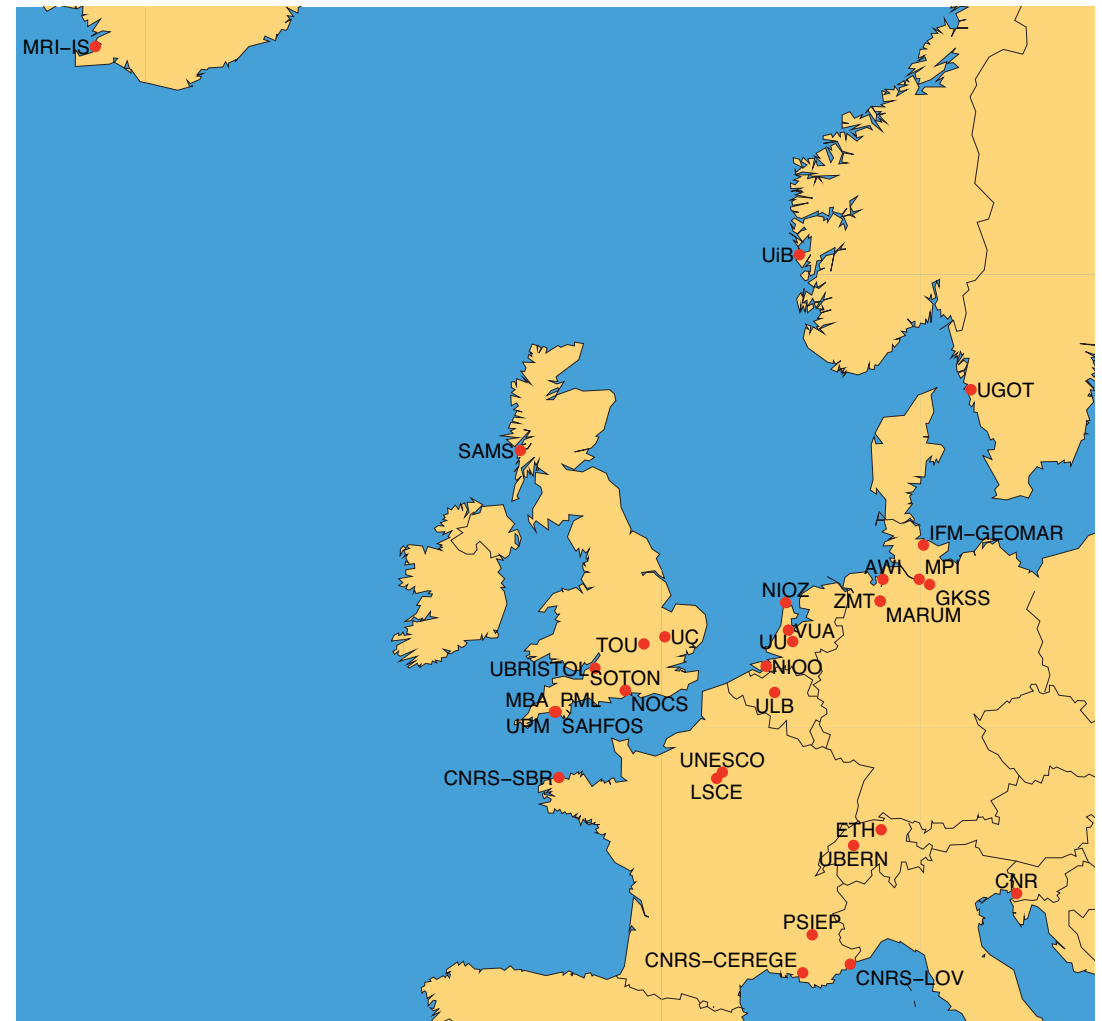 MRI-IS
UiB
UGOT
SAMS
IFM-GEOMAR
AWI MPI
NIOZ
ZMT
GKSS
MARUM
VUA
UU
UC
TOU
UBRISTOL
NIOO
SOTON
MBA PML
NOCS
ULB
UPM SAHFOS
UNESCO
CNRS-SBR
LSCE
ETH
UBERN
CNR
PSIEP
CNRS-CEREGE
CNRS-LOV